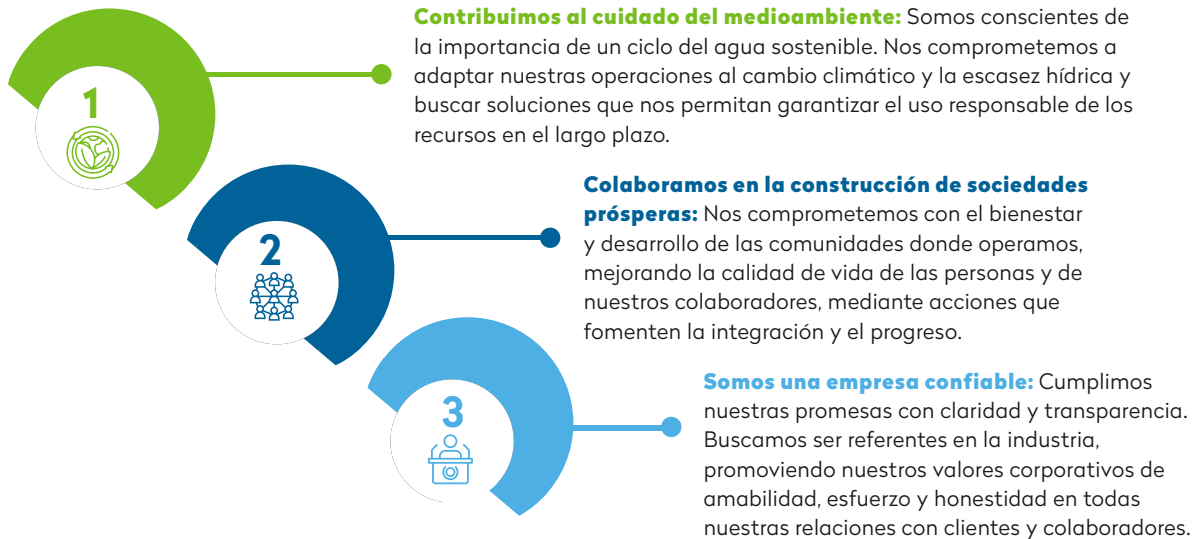 1
Contribuimos al cuidado del medioambiente: Somos conscientes de
la importancia de un ciclo del agua sostenible. Nos comprometemos a
adaptar nuestras operaciones al cambio climático y la escasez hídrica y
buscar soluciones que nos permitan garantizar el uso responsable de los
recursos en el largo plazo.
2
Colaboramos en la construcción de sociedades
prósperas: Nos comprometemos con el bienestar
y desarrollo de las comunidades donde operamos,
mejorando la calidad de vida de las personas y de
nuestros colaboradores, mediante acciones que
fomenten la integración y el progreso.
3
Somos una empresa confiable: Cumplimos
nuestras promesas con claridad y transparencia.
Buscamos ser referentes en la industria,
promoviendo nuestros valores corporativos de
amabilidad, esfuerzo y honestidad en todas
nuestras relaciones con clientes y colaboradores.